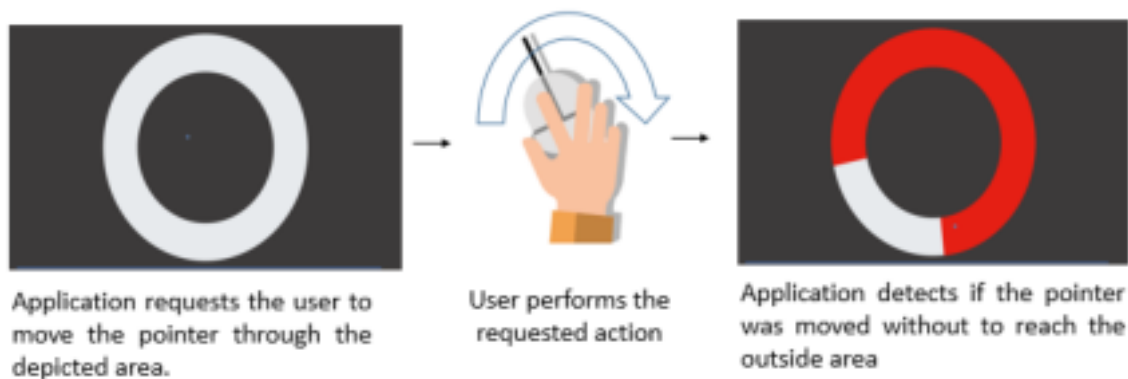 Application requests the user to
move the pointer through the
depicted area.
User performs the
requested action
Application detects if the pointer
was moved without to reach the
outside area